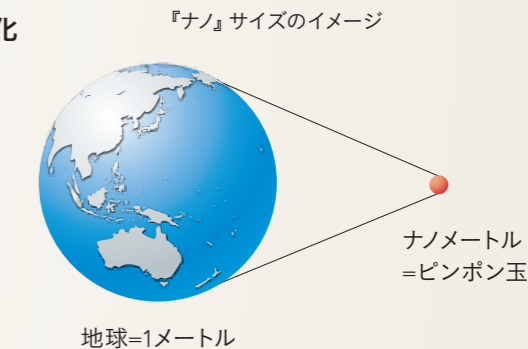 化
『ナノ』サイズのイメージ
ナノメートル
=ピンポン玉
地球=1メートル